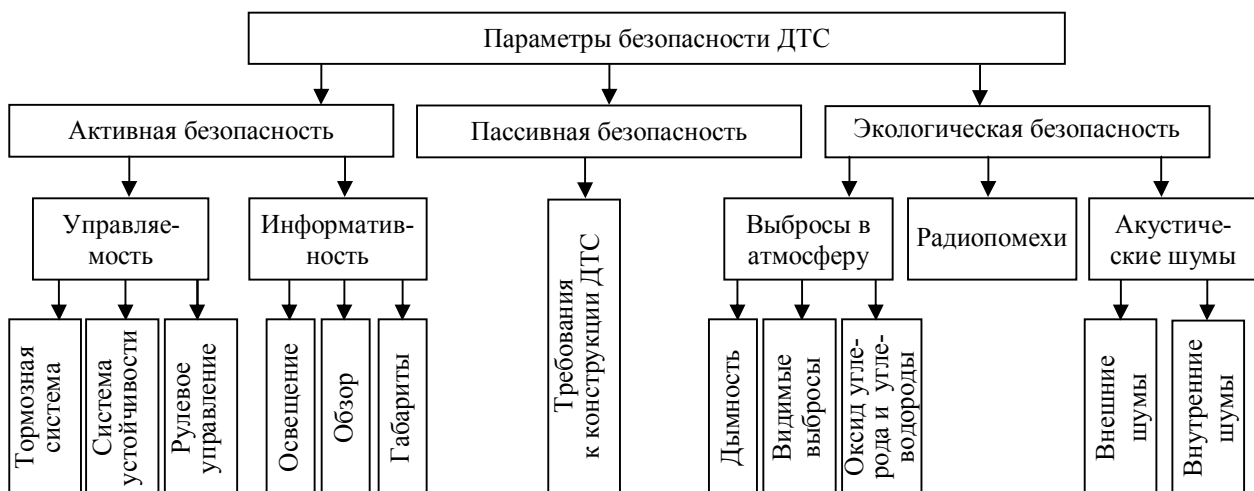 Параметры безопасности ДТС
Активная безопасность
Пассивная безопасность
Экологическая безопасность
Управляе-
мость
Информатив-
ность
Требования
к конструкции ДТС
Выбросы в
атмосферу
Радиопомехи
Акустиче-
ские шумы
Тормозная
система
Система
устойчивости
Рулевое
управление
Освещение
Обзор
Габариты
Дымность
Видимые
выбросы
Оксид угле-
рода и угле-
водороды
Внешние
шумы
Внутренние
шумы